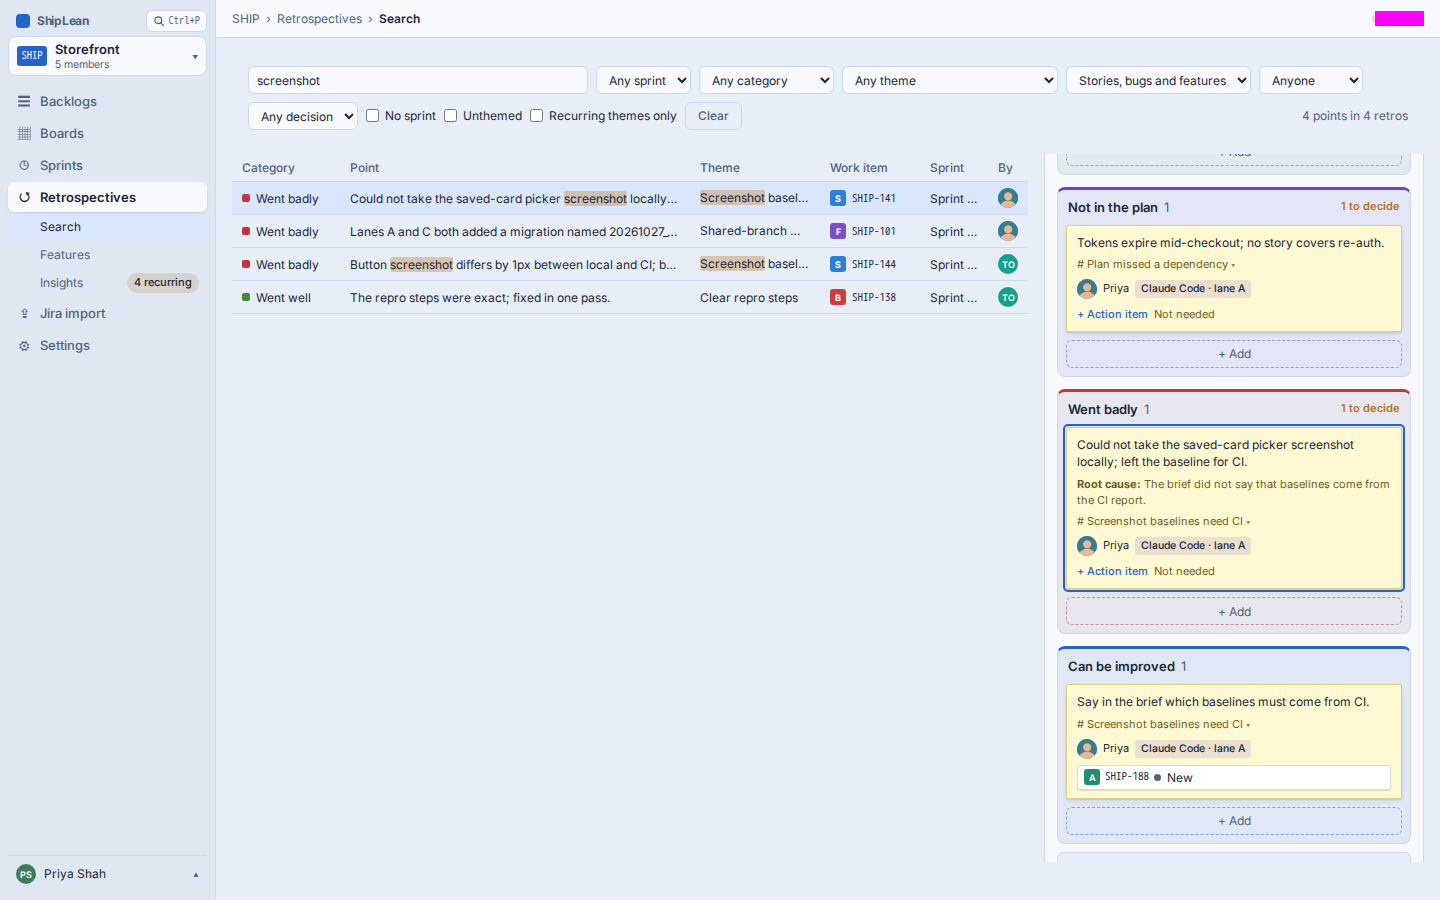 ShipLean
Ctrl+P
SHIP
Storefront
5 members
Backlogs
Boards
Sprints
Retrospectives
Search
Features
Insights
4 recurring
Jira import
Settings
PS
Priya Shah
SHIP › Retrospectives › Search
screenshot
Any sprint
Any category
Any theme
Stories, bugs and features
Anyone
Any decision
No sprint
Unthemed
Recurring themes only
Clear
4 points in 4 retros
Category Point Theme Work item Sprint By
Went badly Could not take the saved-card picker screenshot locally... Screenshot basel... S SHIP-141 Sprint ...
Went badly Lanes A and C both added a migration named 20261027_... Shared-branch ... F SHIP-101 Sprint ...
Went badly Button screenshot differs by 1px between local and CI; b... Screenshot basel... S SHIP-144 Sprint ... TO
Went well The repro steps were exact; fixed in one pass. Clear repro steps B SHIP-138 Sprint ... TO
+ Add
Not in the plan 1
1 to decide
Tokens expire mid-checkout; no story covers re-auth.
# Plan missed a dependency
Priya Claude Code · lane A
+ Action item Not needed
+ Add
Went badly 1
1 to decide
Could not take the saved-card picker screenshot
locally; left the baseline for CI.
Root cause: The brief did not say that baselines come from
the CI report.
# Screenshot baselines need CI
Priya Claude Code · lane A
+ Action item Not needed
+ Add
Can be improved 1
Say in the brief which baselines must come from CI.
# Screenshot baselines need CI
Priya Claude Code · lane A
A SHIP-188 New
+ Add